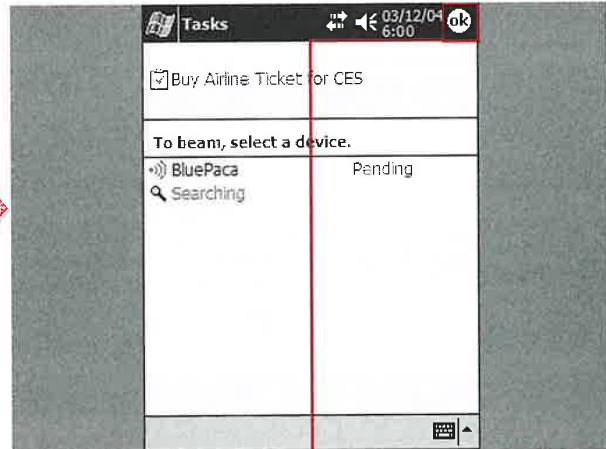 Tasks
03/12/04
6:00
ok
Buy Airline Ticket for CES
To beam, select a device.
BluePaca Pending
Searching